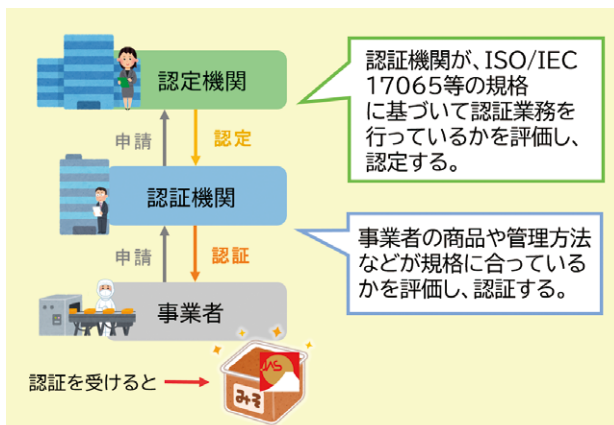 認定機関
認証機関が、ISO/IEC
17065等の規格
に基づいて認証業務を
行っているかを評価し、
認定する。
申請
認定
認証機関
事業者の商品や管理方法
などが規格に合っている
かを評価し、認証する。
申請
認証
事業者
認証を受けると
JAS
みそ